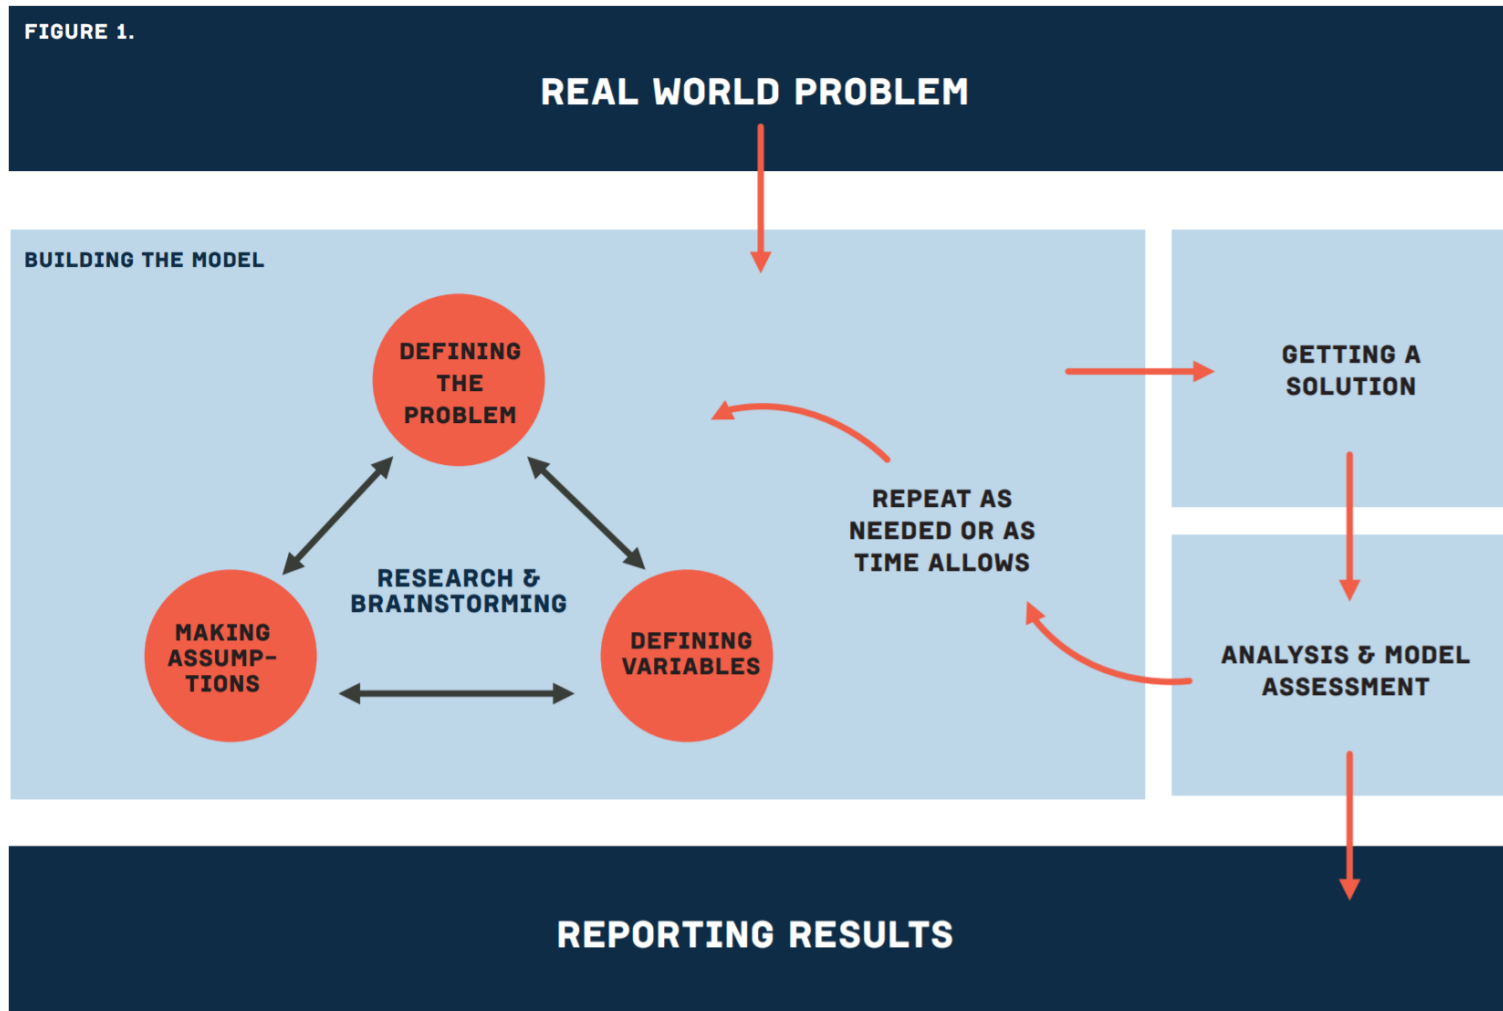 FIGURE 1.
REAL WORLD PROBLEM
BUILDING THE MODEL
DEFINING
THE
PROBLEM
RESEARCH &
BRAINSTORMING
MAKING
ASSUMP-
TIONS
DEFINING
VARIABLES
REPEAT AS
NEEDED OR AS
TIME ALLOWS
GETTING A
SOLUTION
ANALYSIS & MODEL
ASSESSMENT
REPORTING RESULTS